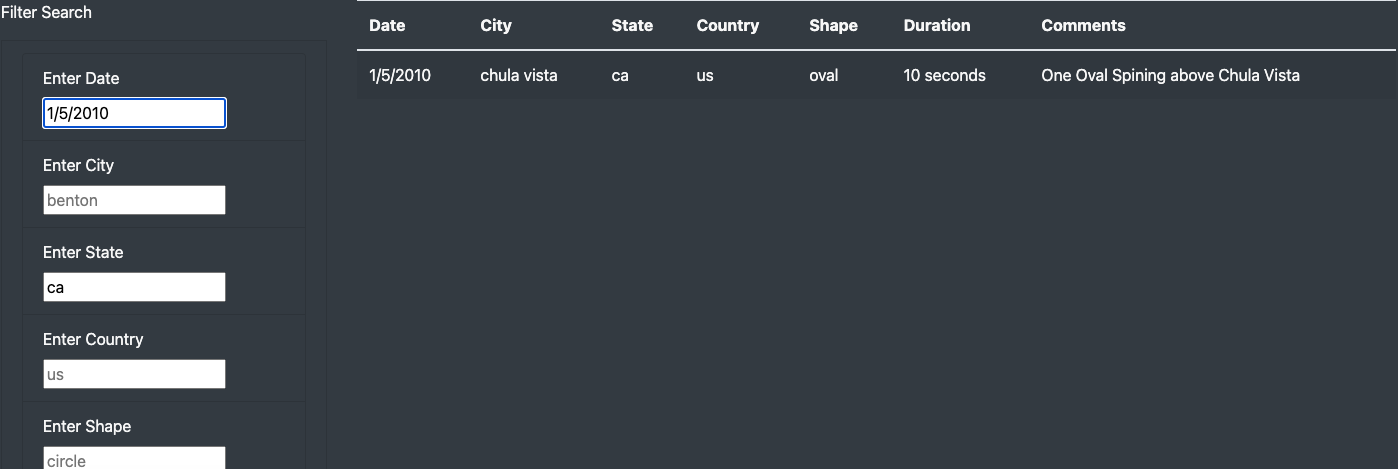 Filter Search
Enter Date
1/5/2010
Enter City
benton
Enter State
ca
Enter Country
us
Enter Shape
circle
Date City State Country Shape Duration Comments
1/5/2010 chula vista ca us oval 10 seconds One Oval Spining above Chula Vista